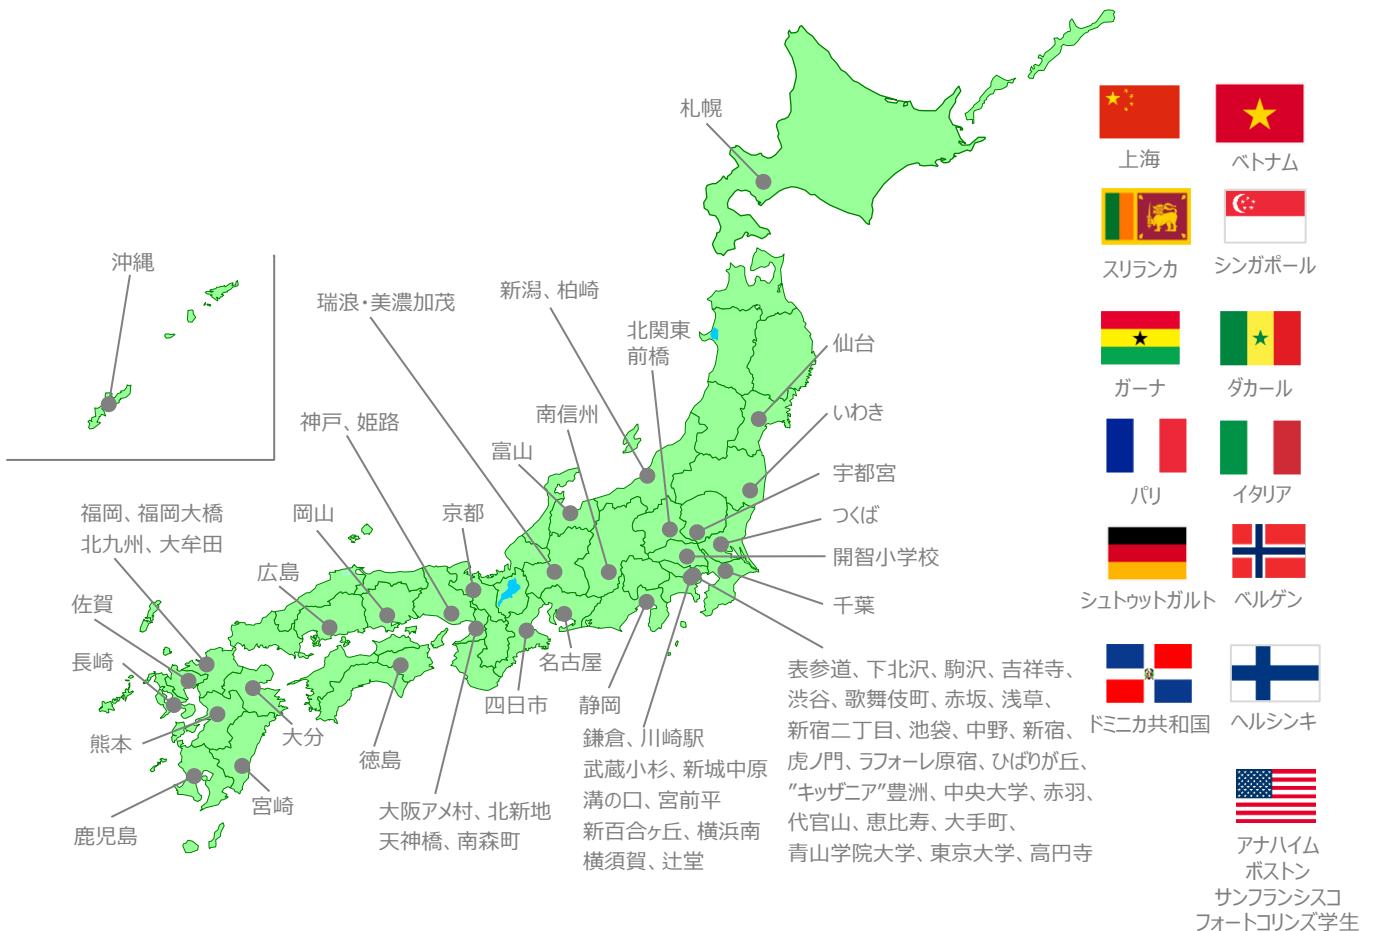 札幌
沖縄
瑞浪・美濃加茂
新潟、柏崎
北関東
前橋
仙台
いわき
神戸、姫路
南信州
富山
宇都宮
つくば
開智小学校
千葉
福岡、福岡大橋
北九州、大牟田
岡山
京都
広島
佐賀
長崎
熊本
鹿児島
大分
宮崎
徳島
名古屋
四日市
静岡
大阪アメ村、北新地
天神橋、南森町
鎌倉、川崎駅
武蔵小杉、新城中原
溝の口、宮前平
新百合ヶ丘、横浜南
横須賀、辻堂
表参道、下北沢、駒沢、吉祥寺、
渋谷、歌舞伎町、赤坂、浅草、
新宿二丁目、池袋、中野、新宿、
虎ノ門、ラフォーレ原宿、ひばりが丘、
”キッザニア”豊洲、中央大学、赤羽、
代官山、恵比寿、大手町、
青山学院大学、東京大学、高円寺
上海
ベトナム
スリランカ
シンガポール
ガーナ
ダカール
パリ
イタリア
シュトゥットガルト
ベルゲン
ドミニカ共和国
ヘルシンキ
アナハイム
ボストン
サンフランシスコ
フォートコリンズ学生